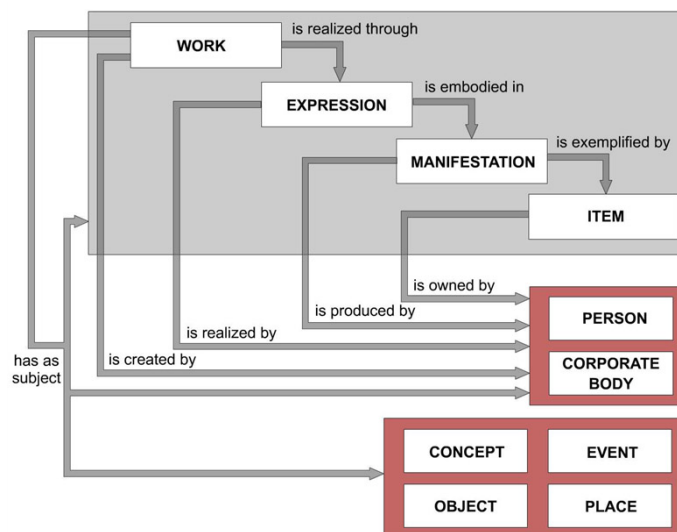 WORK
is realized through
EXPRESSION
is embodied in
MANIFESTATION
is exemplified by
ITEM
is owned by
is produced by
PERSON
is realized by
has as
subject
is created by
CORPORATE
BODY
CONCEPT
EVENT
OBJECT
PLACE